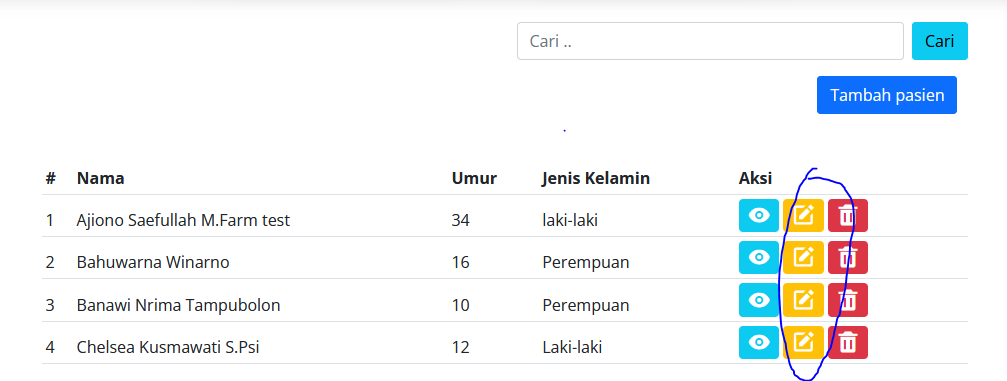 Cari ..
Cari
Tambah pasien
# Nama Umur Jenis Kelamin Aksi
1 Ajiono Saefullah M.Farm test 34 laki-laki
2 Bahuwarna Winarno 16 Perempuan
3 Banawi Nrima Tampubolon 10 Perempuan
4 Chelsea Kusmawati S.Psi 12 Laki-laki